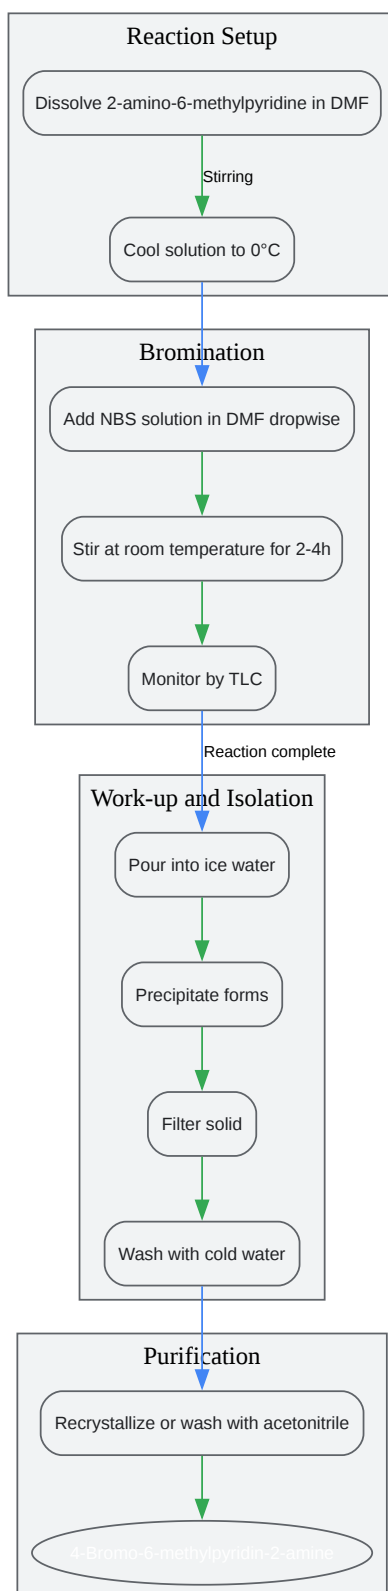 Reaction Setup
Dissolve 2-amino-6-methylpyridine in DMF
Stirring
Cool solution to 0°C
Bromination
Add NBS solution in DMF dropwise
Stir at room temperature for 2-4h
Monitor by TLC
Reaction complete
Work-up and Isolation
Pour into ice water
Precipitate forms
Filter solid
Wash with cold water
Purification
Recrystallize or wash with acetonitrile
4-Bromo-6-methylpyridin-2-amine